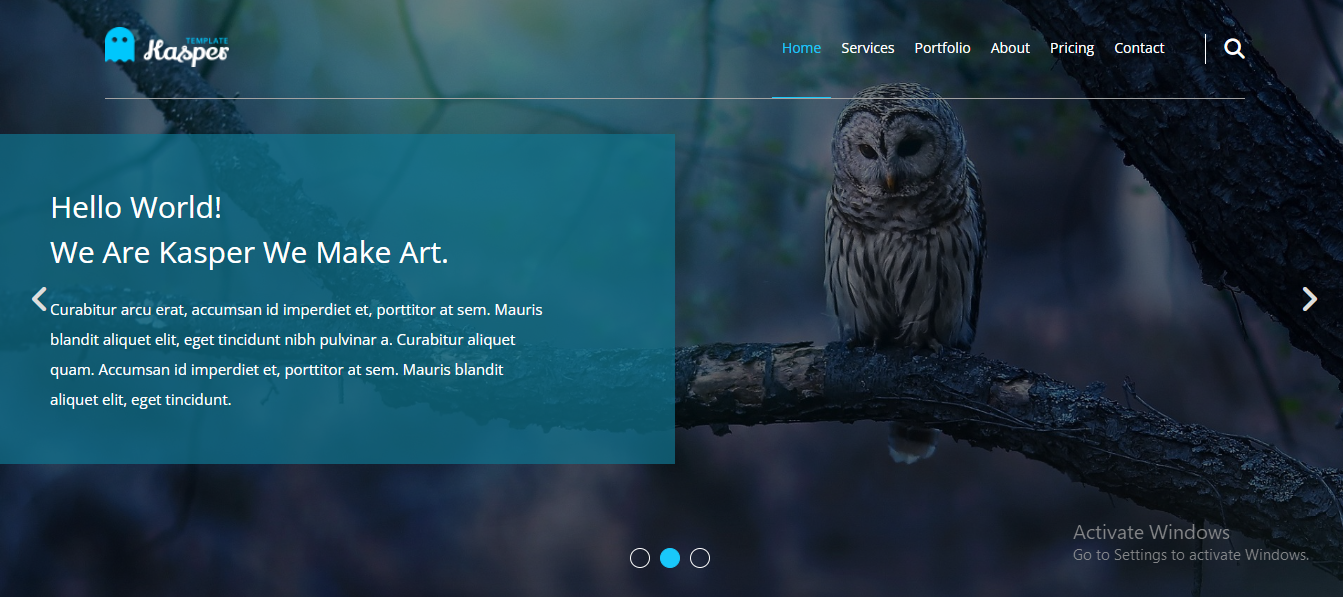 TEMPLATE
Kasper
Home Services Portfolio About Pricing Contact
Hello World!
We Are Kasper We Make Art.
Curabitur arcu erat, accumsan id imperdiet et, porttitor at sem. Mauris
blandit aliquet elit, eget tincidunt nibh pulvinar a. Curabitur aliquet
quam. Accumsan id imperdiet et, porttitor at sem. Mauris blandit
aliquet elit, eget tincidunt.
Activate Windows
Go to Settings to activate Windows.